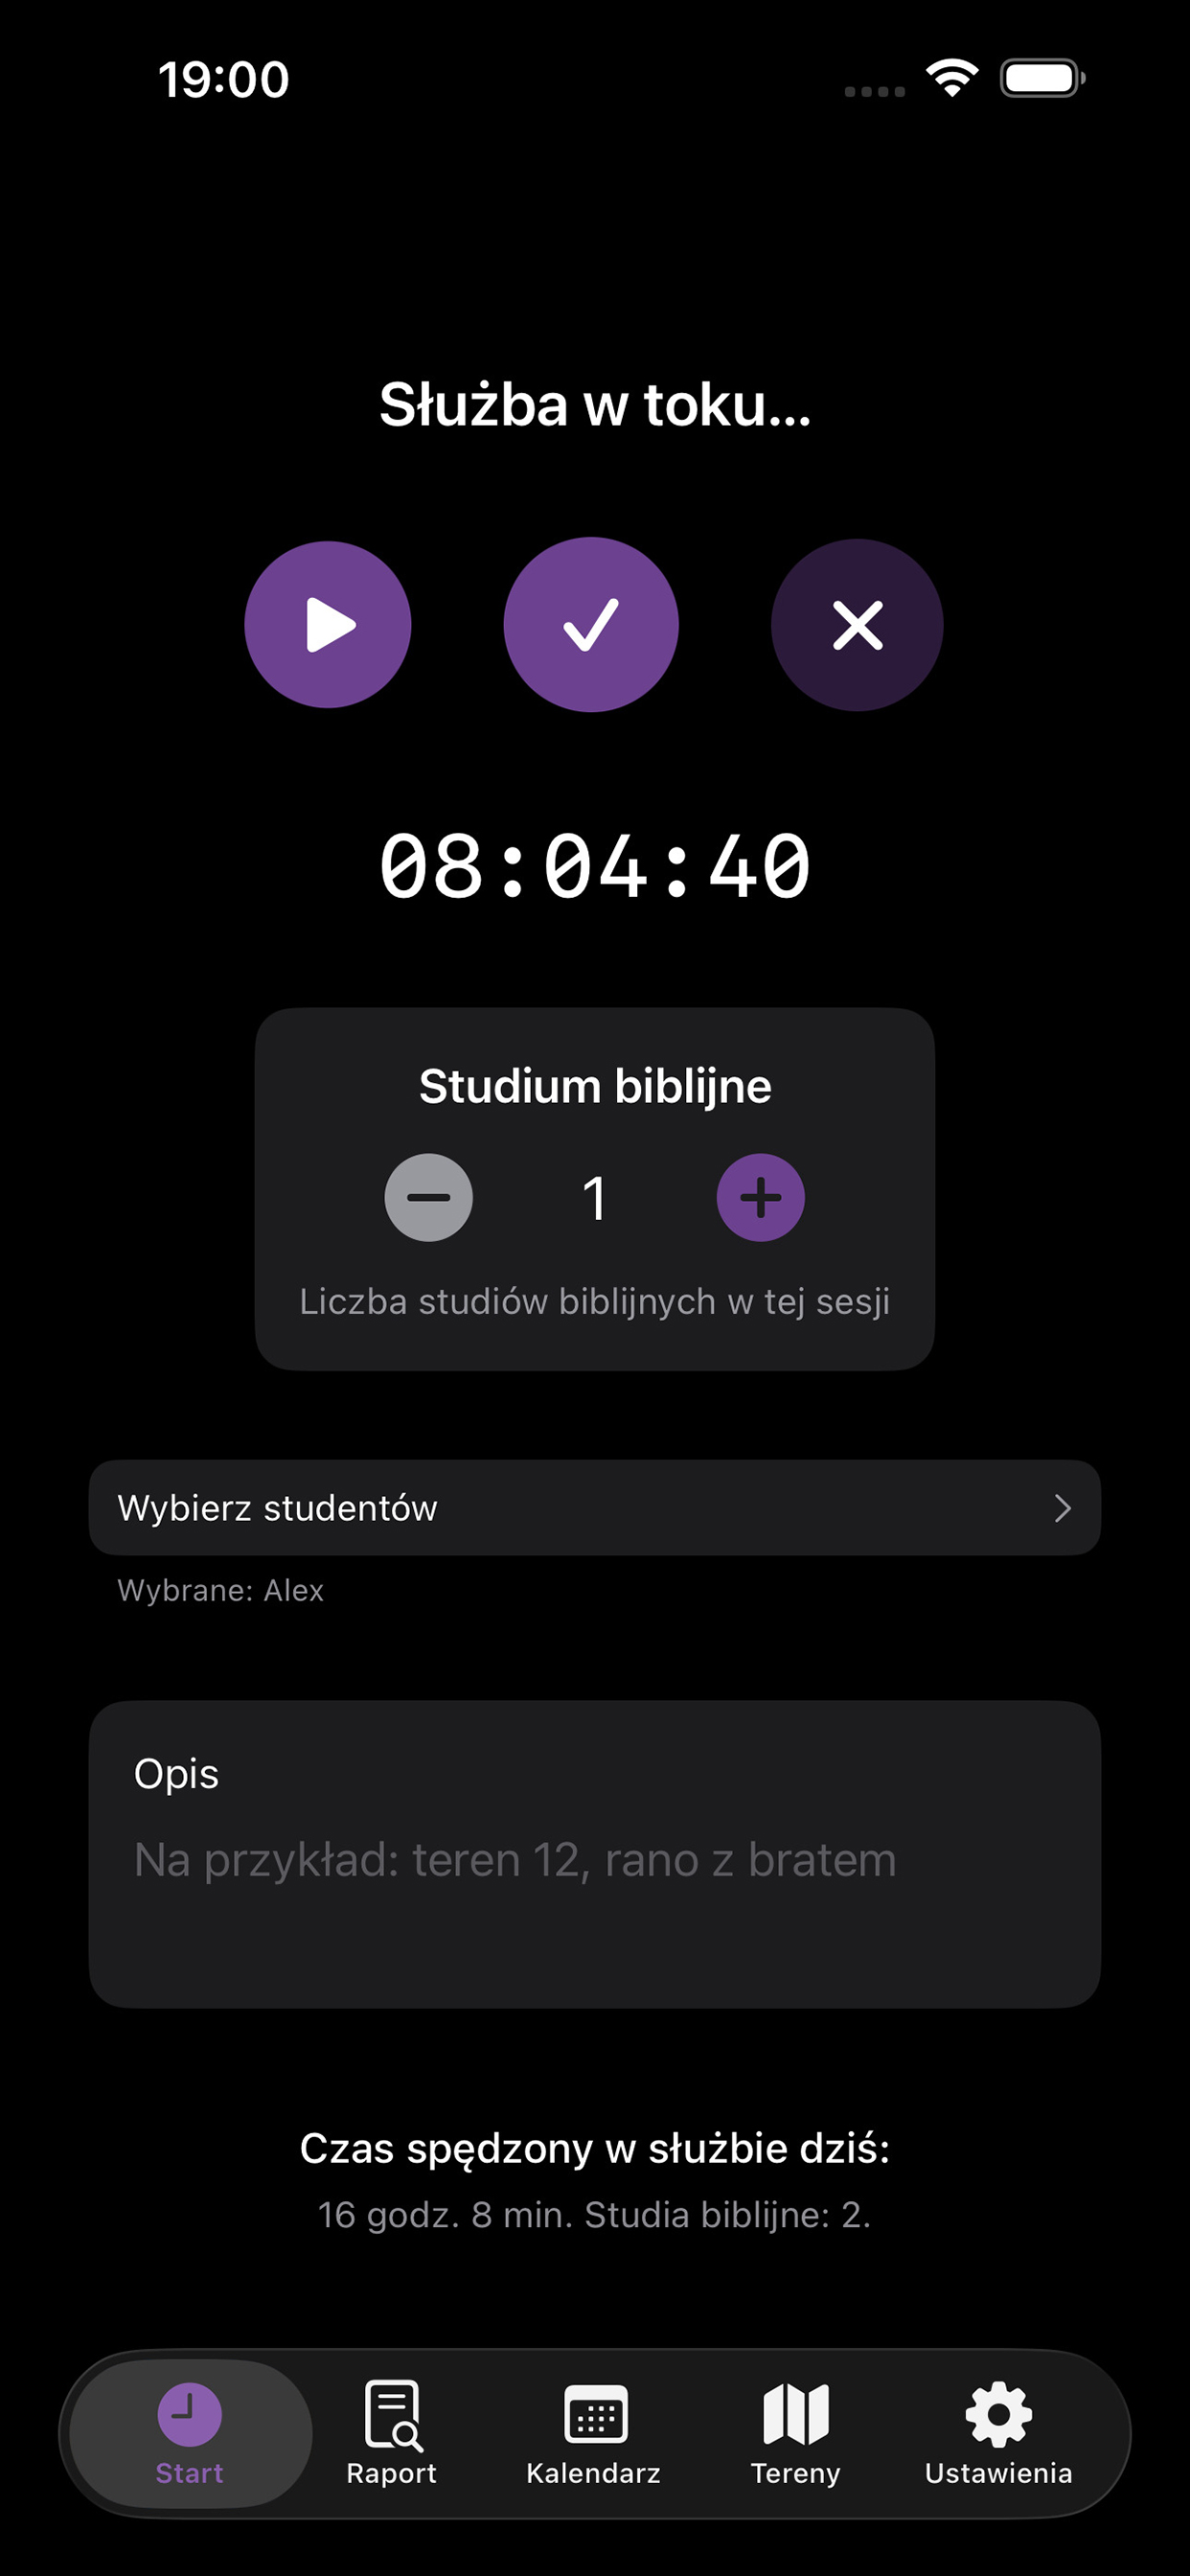 19:00
Służba w toku...
08:04:40
Studium biblijne
1
Liczba studiów biblijnych w tej sesji
Wybierz studentów
Wybrane: Alex
Opis
Na przykład: teren 12, rano z bratem
Czas spędzony w służbie dziś:
16 godz. 8 min. Studia biblijne: 2.
Start
Raport
Kalendarz
Tereny
Ustawienia